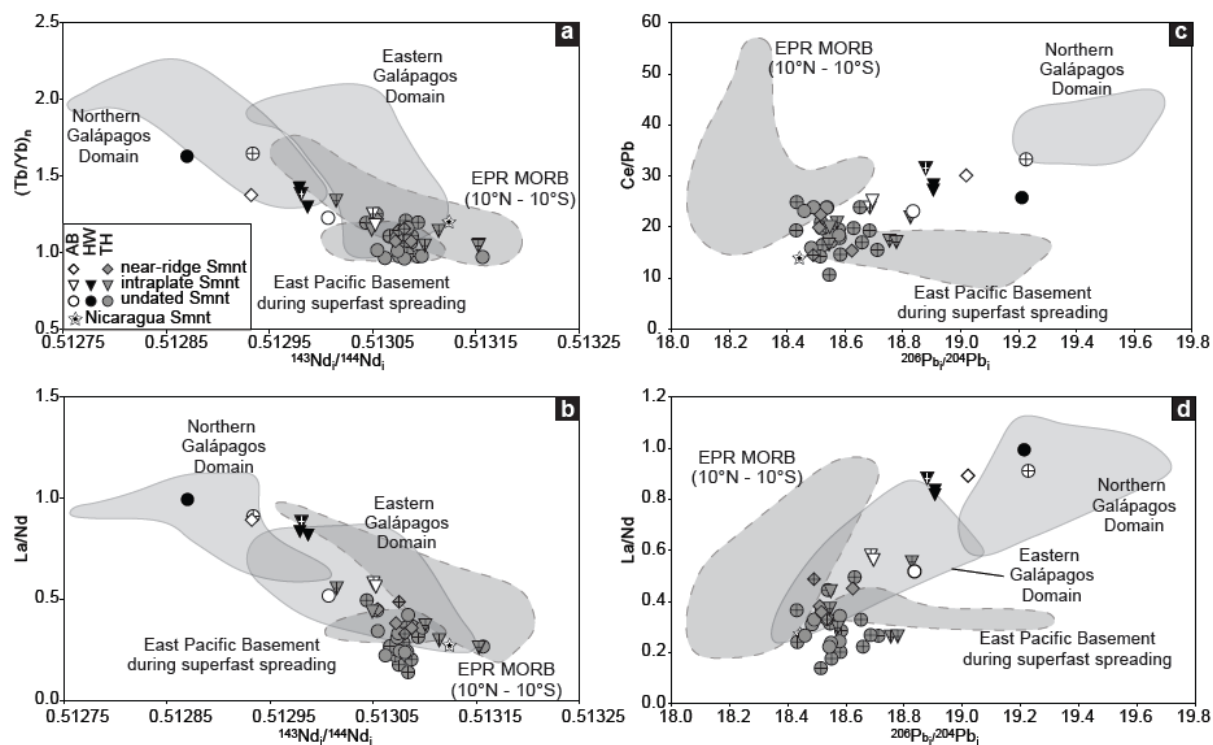 a
(Tb/Yb)n
2.5
2.0
1.5
1.0
0.5
Eastern
Galápagos
Domain
Northern
Galápagos
Domain
EPR MORB
(10°N - 10°S)
AB
HW
TH
near-ridge Smnt
intraplate Smnt
undated Smnt
Nicaragua Smnt
East Pacific Basement
during superfast spreading
0.51275 0.51285 0.51295 0.51305 0.51315 0.51325
143Ndi/144Ndi
c
Ce/Pb
60
50
40
30
20
10
0
EPR MORB
(10°N - 10°S)
Northern
Galápagos
Domain
East Pacific Basement
during superfast spreading
18.0 18.2 18.4 18.6 18.8 19.0 19.2 19.4 19.6 19.8
206Pbi/204Pbi
b
La/Nd
1.5
1.0
0.5
0.0
Northern
Galápagos
Domain
Eastern
Galápagos
Domain
East Pacific Basement
during superfast spreading
EPR MORB
(10°N - 10°S)
0.51275 0.51285 0.51295 0.51305 0.51315 0.51325
143Ndi/144Ndi
d
La/Nd
1.2
1.0
0.8
0.6
0.4
0.2
0.0
EPR MORB
(10°N - 10°S)
Northern
Galápagos
Domain
Eastern
Galápagos
Domain
East Pacific Basement
during superfast spreading
18.0 18.2 18.4 18.6 18.8 19.0 19.2 19.4 19.6 19.8
206Pbi/204Pbi